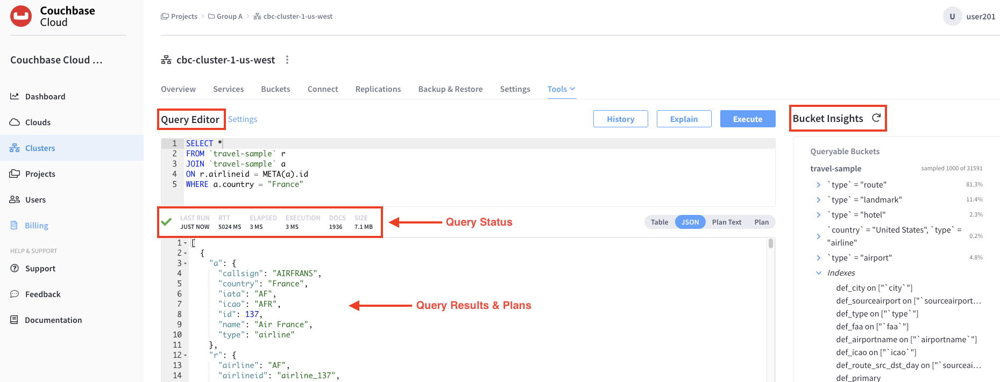 Couchbase
Cloud
Projects > Group A > cbc-cluster-1-us-west
U user201
Couchbase Cloud ...
Dashboard
Clouds
Clusters
Projects
Users
Billing
HELP & SUPPORT
Support
Feedback
Documentation
cbc-cluster-1-us-west
Overview Services Buckets Connect Replications Backup & Restore Settings Tools
Query Editor Settings
History Explain Execute
1 SELECT *
2 FROM `travel-sample` r
3 JOIN `travel-sample` a
4 ON r.airlineid = META(a).id
5 WHERE a.country = "France"
LAST RUN RTT ELAPSED EXECUTION DOCS SIZE
JUST NOW 5024 MS 3 MS 3 MS 1936 7.1 MB
Query Status
Table JSON Plan Text Plan
1 [
2 {
3 "a": {
4 "callsign": "AIRFRANS",
5 "country": "France",
6 "iata": "AF",
7 "icao": "AFR",
8 "id": 137,
9 "name": "Air France",
10 "type": "airline"
11 },
12 "r": {
13 "airline": "AF",
14 "airlineid": "airline_137",
Query Results & Plans
Bucket Insights
Queryable Buckets
travel-sample sampled 1000 of 31591
`type` = "route" 81.3%
`type` = "landmark" 11.4%
`type` = "hotel" 2.3%
`country` = "United States", `type` =
"airline" 0.2%
`type` = "airport" 4.8%
Indexes
def_city on ["`city`"]
def_sourceairport on ["`sourceairport...
def_type on ["`type`"]
def_faa on ["`faa`"]
def_airportname on ["`airportname`"]
def_icao on ["`icao`"]
def_route_src_dst_day on ["`sourceai...
def_primary